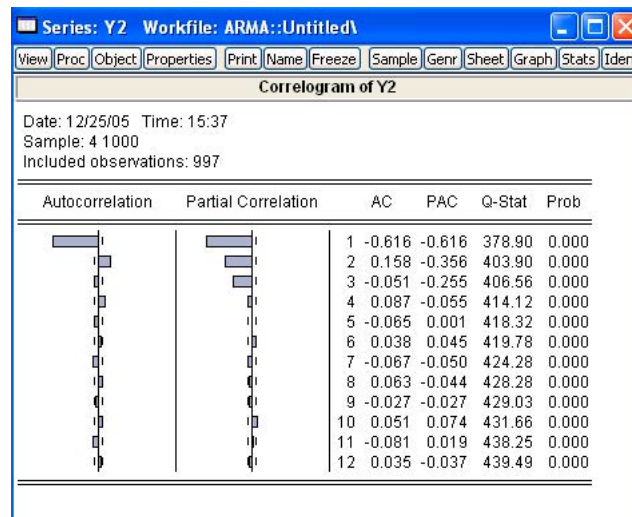 Series: Y2 Workfile: ARMA::Untitled\
View Proc Object Properties Print Name Freeze Sample Genr Sheet Graph Stats Iden
Correlogram of Y2
Date: 12/25/05 Time: 15:37
Sample: 4 1000
Included observations: 997
Autocorrelation Partial Correlation AC PAC Q-Stat Prob
1 -0.616 -0.616 378.90 0.000
2 0.158 -0.356 403.90 0.000
3 -0.051 -0.255 406.56 0.000
4 0.087 -0.055 414.12 0.000
5 -0.065 0.001 418.32 0.000
6 0.038 0.045 419.78 0.000
7 -0.067 -0.050 424.28 0.000
8 0.063 -0.044 428.28 0.000
9 -0.027 -0.027 429.03 0.000
10 0.051 0.074 431.66 0.000
11 -0.081 0.019 438.25 0.000
12 0.035 -0.037 439.49 0.000